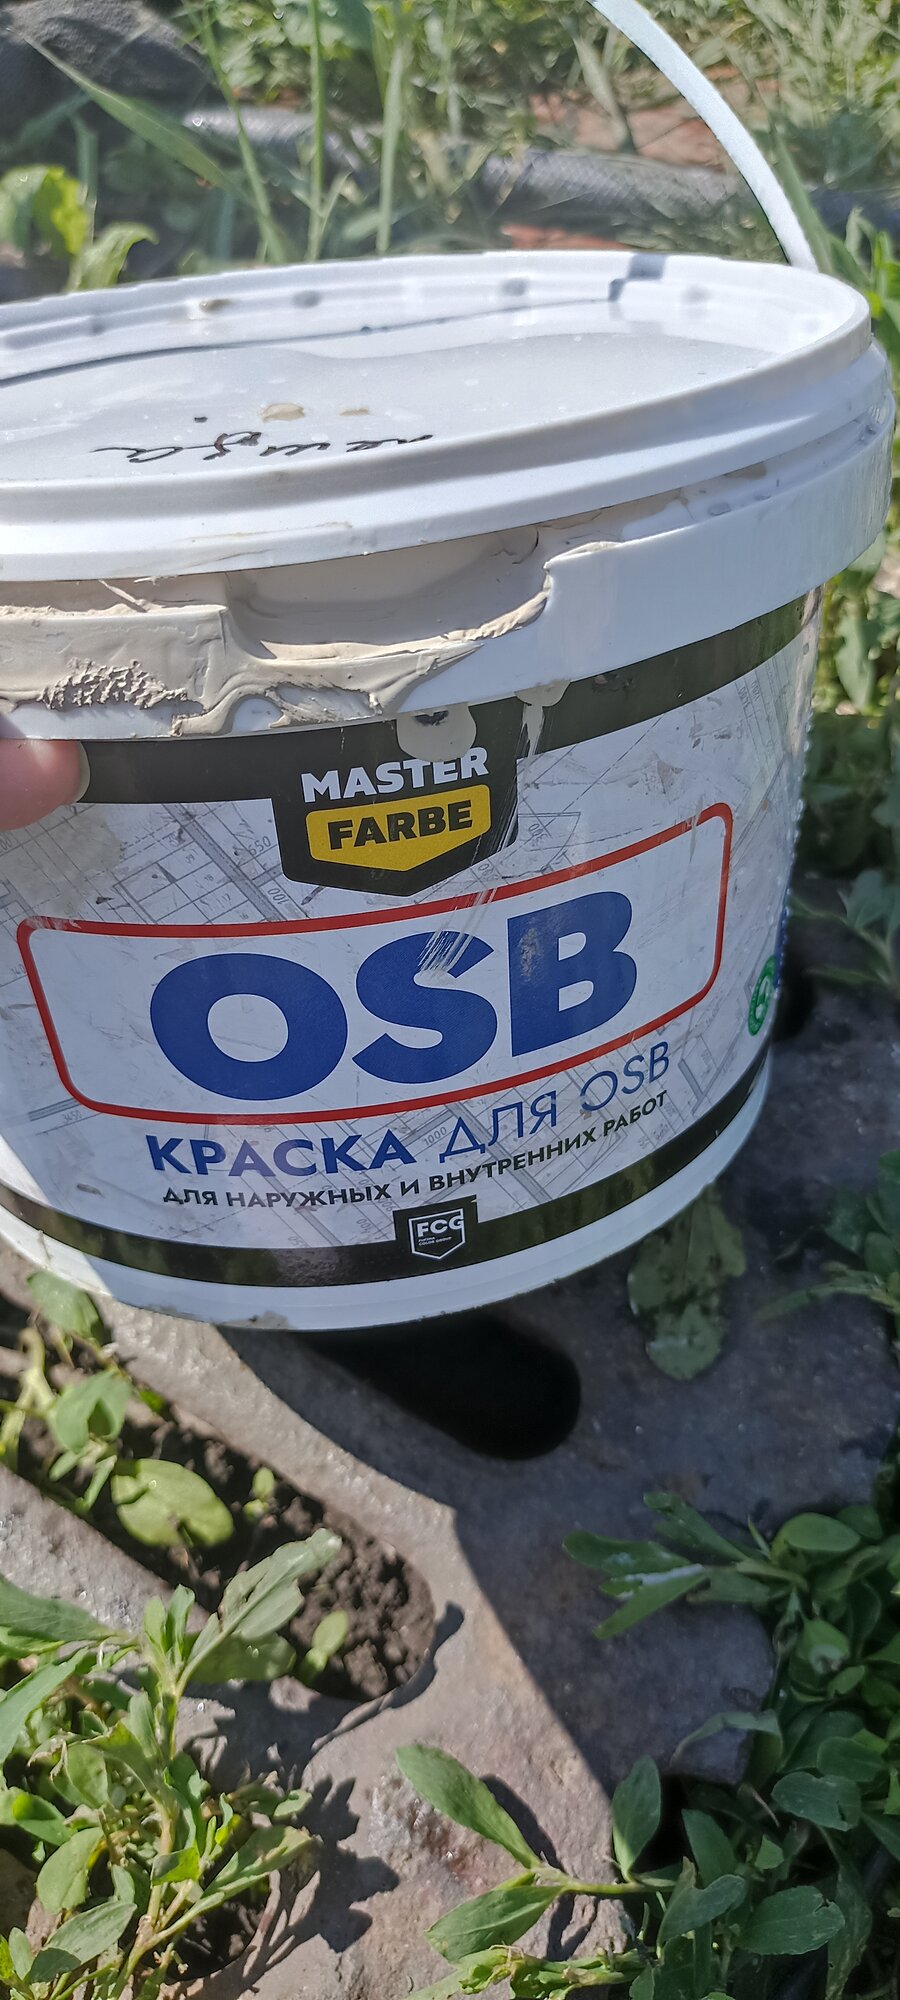 MASTER
FARBE
OSB
КРАСКА ДЛЯ OSB
ДЛЯ НАРУЖНЫХ И ВНУТРЕННИХ РАБОТ
FCG